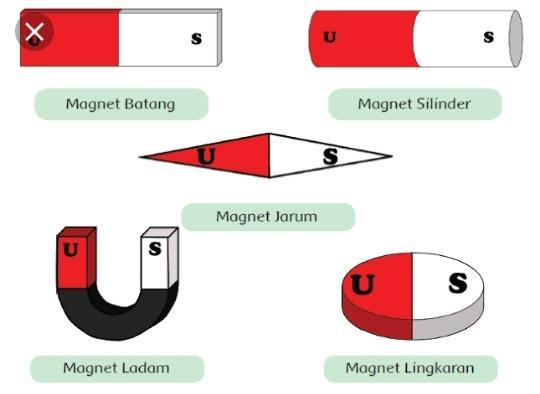 U S
U S
Magnet Batang
Magnet Silinder
U S
Magnet Jarum
U S
U S
Magnet Ladam
Magnet Lingkaran